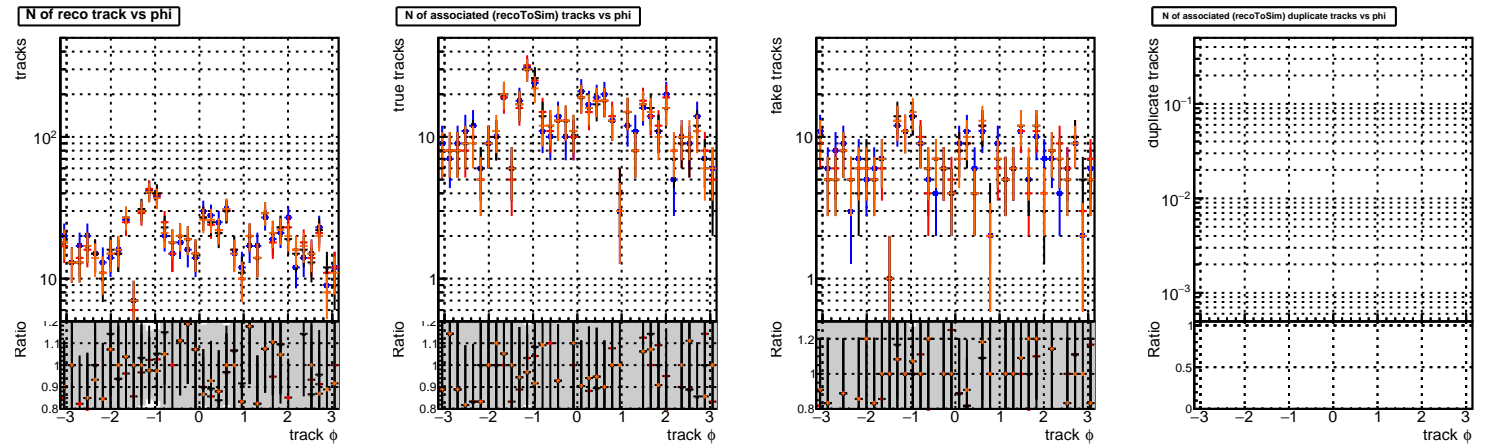 N of reco track vs phi
tracks
10²
10
Ratio
1.2
1.1
1
0.9
0.8
−3 −2 −1 0 1 2 3
track ϕ
N of associated (recoToSim) tracks vs phi
true tracks
10
1
Ratio
1.2
1.1
1
0.9
0.8
−3 −2 −1 0 1 2 3
track ϕ
fake tracks
10
1
Ratio
1.2
1
0.8
−3 −2 −1 0 1 2 3
track ϕ
N of associated (recoToSim) duplicate tracks vs phi
duplicate tracks
10⁻¹
10⁻²
10⁻³
Ratio
1
0.5
0
−3 −2 −1 0 1 2 3
track ϕ